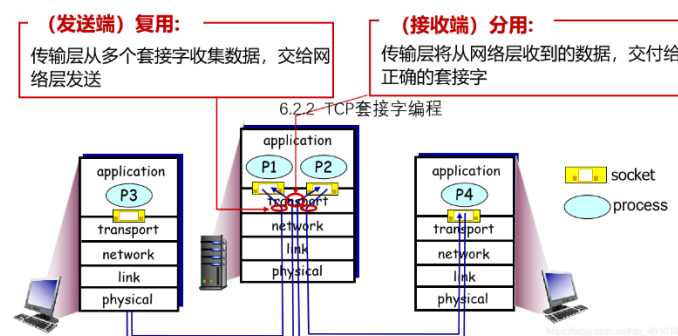 （发送端）复用:
传输层从多个套接字收集数据，交给网
络层发送
（接收端）分用:
传输层将从网络层收到的数据，交付给
正确的套接字
6.2.2 TCP套接字编程
application
P3
transport
network
link
physical
application
P1
P2
transport
network
link
physical
application
P4
transport
network
link
physical
socket
process